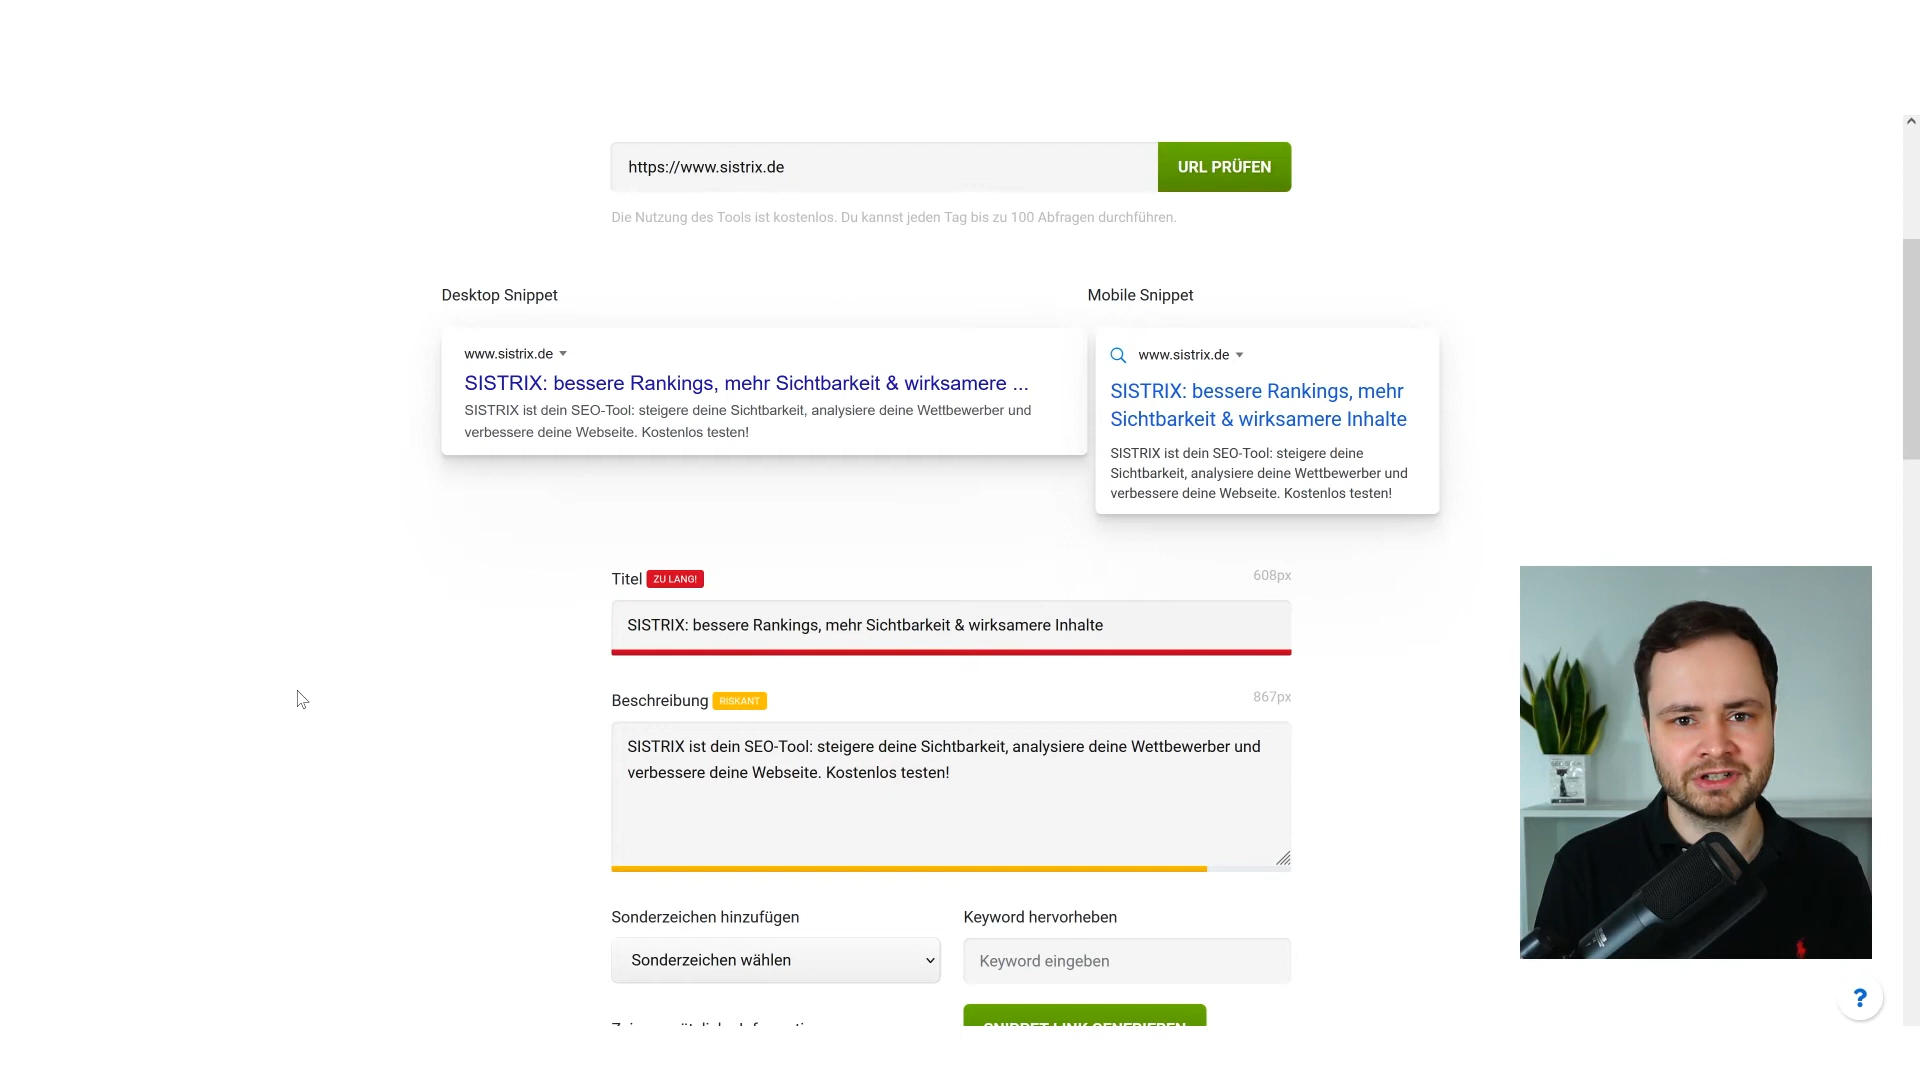 https://www.sistrix.de
URL PRÜFEN
Die Nutzung des Tools ist kostenlos. Du kannst jeden Tag bis zu 100 Abfragen durchführen.
Desktop Snippet
www.sistrix.de
SISTRIX: bessere Rankings, mehr Sichtbarkeit & wirksamere ...
SISTRIX ist dein SEO-Tool: steigere deine Sichtbarkeit, analysiere deine Wettbewerber und
verbessere deine Webseite. Kostenlos testen!
Mobile Snippet
www.sistrix.de
SISTRIX: bessere Rankings, mehr
Sichtbarkeit & wirksamere Inhalte
SISTRIX ist dein SEO-Tool: steigere deine
Sichtbarkeit, analysiere deine Wettbewerber und
verbessere deine Webseite. Kostenlos testen!
Titel ZU LANG! 608px
SISTRIX: bessere Rankings, mehr Sichtbarkeit & wirksamere Inhalte
Beschreibung RISKANT 867px
SISTRIX ist dein SEO-Tool: steigere deine Sichtbarkeit, analysiere deine Wettbewerber und
verbessere deine Webseite. Kostenlos testen!
Sonderzeichen hinzufügen
Sonderzeichen wählen
Keyword hervorheben
Keyword eingeben
SNIPPET-LINK GENERIEREN
?